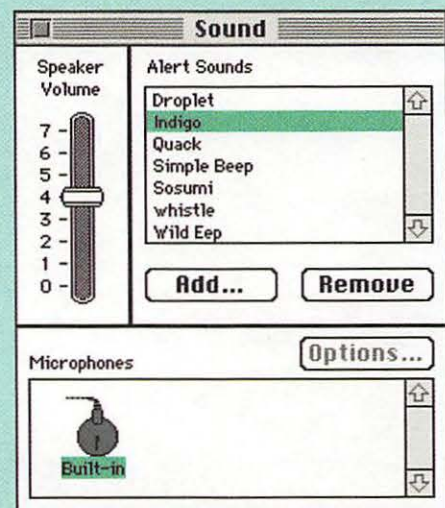 Sound
Speaker
Volume
7 -
6 -
5 -
4
3 -
2 -
1 -
0 -
Alert Sounds
Droplet
Indigo
Quack
Simple Beep
Sosumi
whistle
Wild Eep
Add...
Remove
Microphones
Options...
Built-in